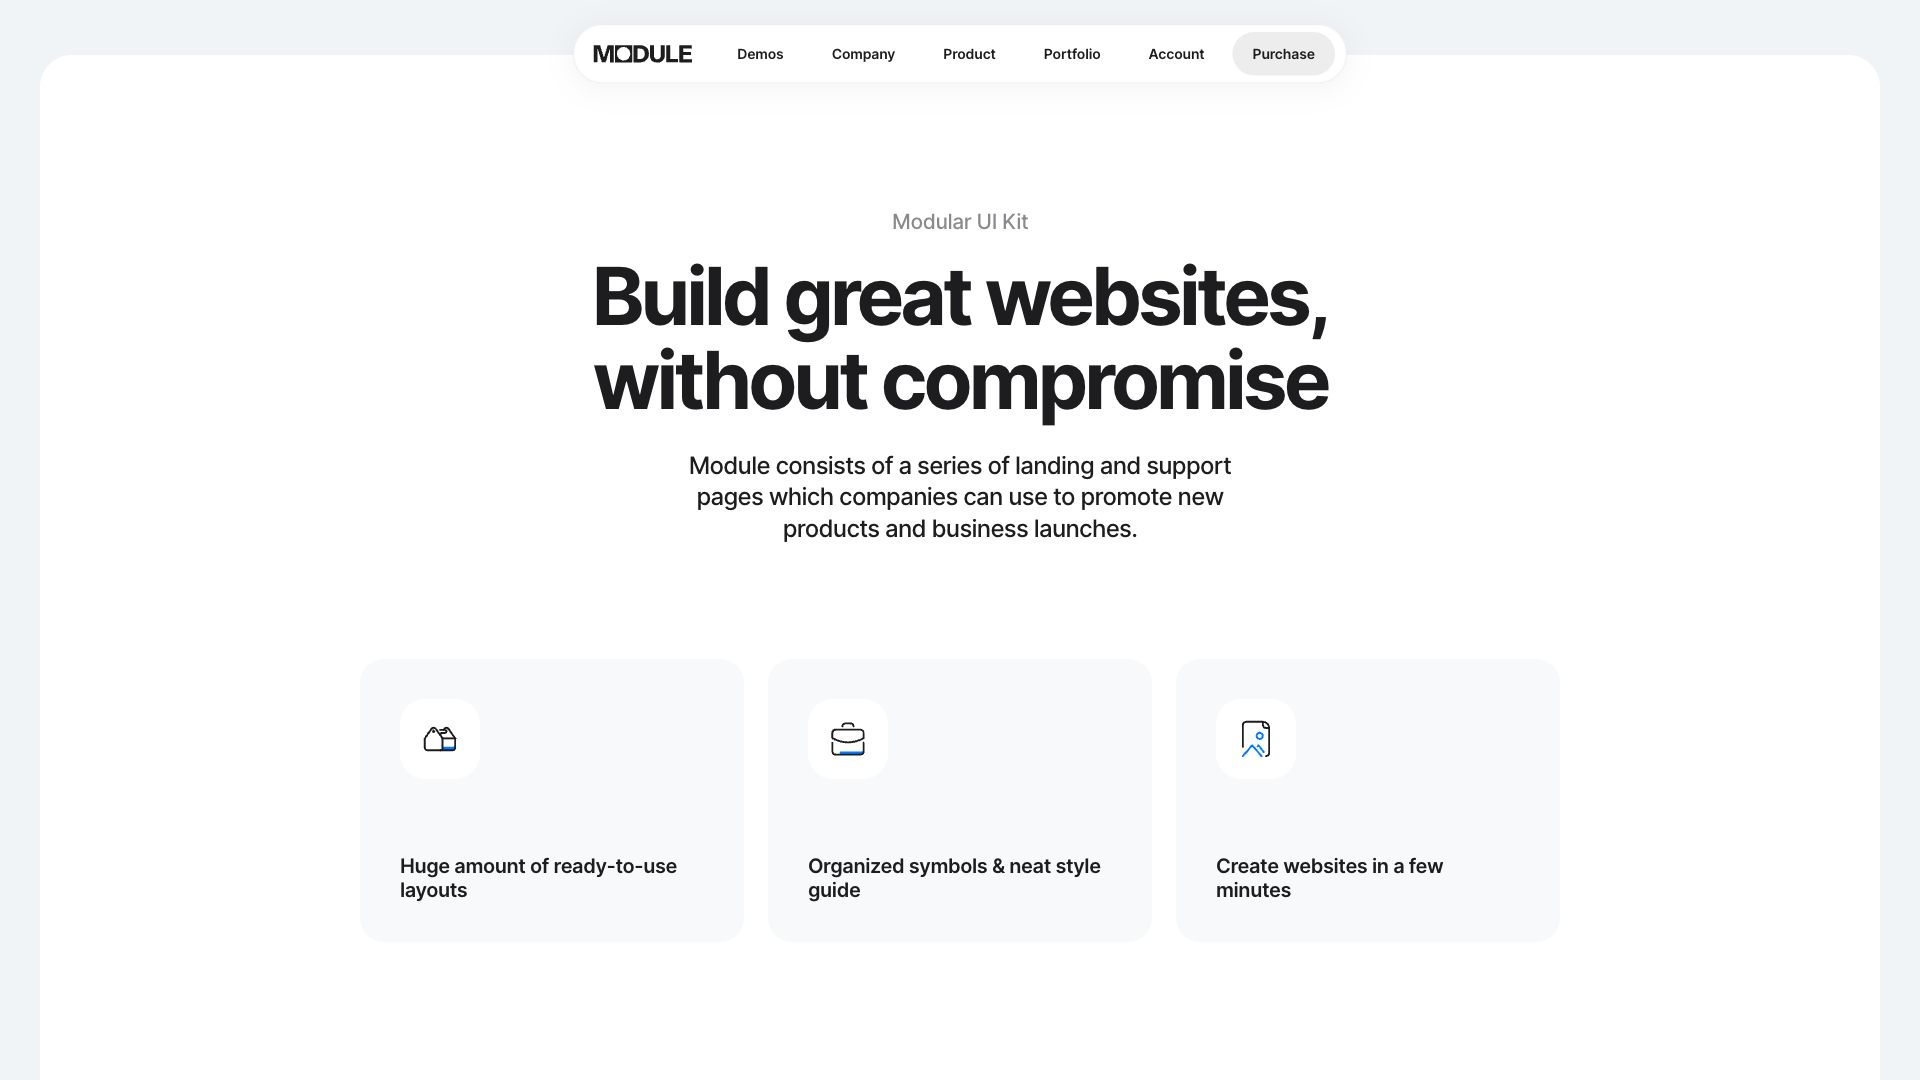 MODULE
Demos
Company
Product
Portfolio
Account
Purchase
Modular UI Kit
Build great websites,
without compromise
Module consists of a series of landing and support
pages which companies can use to promote new
products and business launches.
Huge amount of ready-to-use
layouts
Organized symbols & neat style
guide
Create websites in a few
minutes